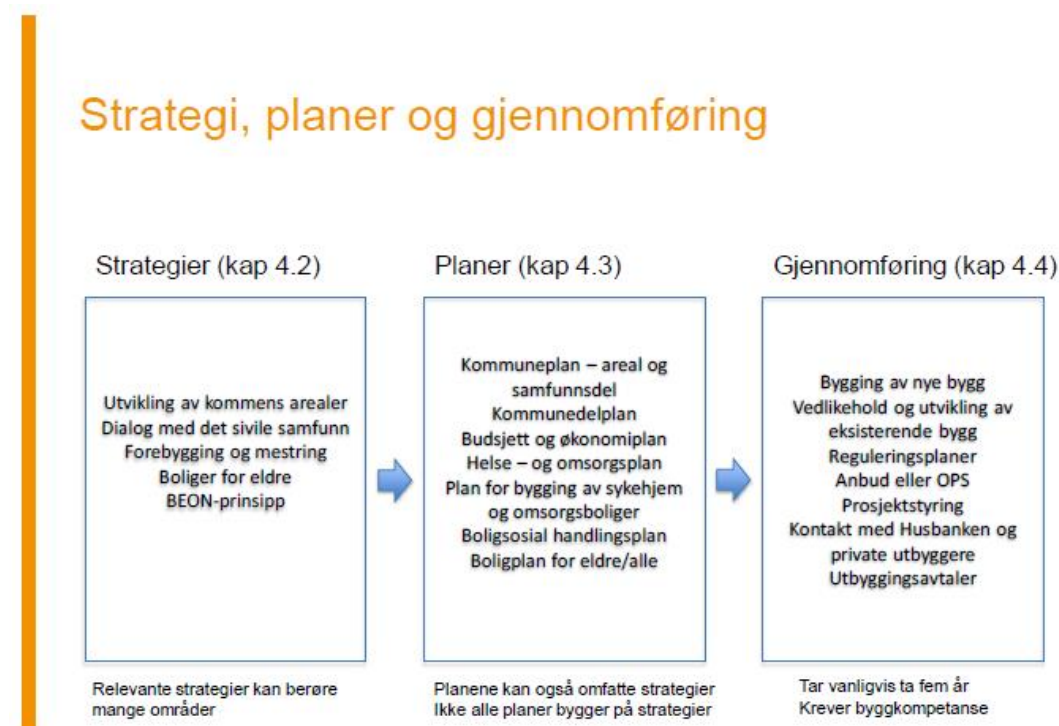 Strategi, planer og gjennomføring
Strategier (kap 4.2)
Utvikling av kommens arealer
Dialog med det sivile samfunn
Forebygging og mestring
Boliger for eldre
BEON-prinsipp
Relevante strategier kan berøre
mange områder
Planer (kap 4.3)
Kommuneplan – areal og
samfunnsdel
Kommunedelplan
Budsjett og økonomiplan
Helse – og omsorgsplan
Plan for bygging av sykehjem
og omsorgsboliger
Boligsosial handlingsplan
Boligplan for eldre/alle
Planene kan også omfatte strategier
Ikke alle planer bygger på strategier
Gjennomføring (kap 4.4)
Bygging av nye bygg
Vedlikehold og utvikling av
eksisterende bygg
Reguleringsplaner
Anbud eller OPS
Prosjektstyring
Kontakt med Husbanken og
private utbyggere
Utbyggingsavtaler
Tar vanligvis ta fem år
Krever byggkompetanse